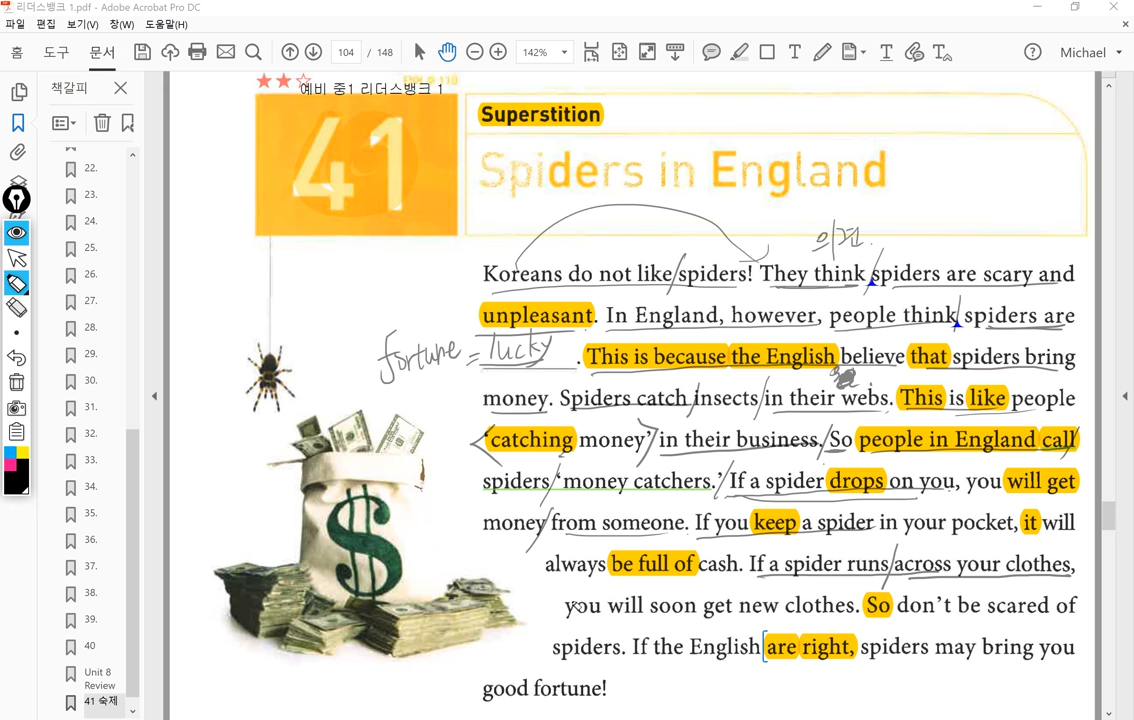 리더스뱅크 1.pdf - Adobe Acrobat Pro DC
파일 편집 보기(V) 창(W) 도움말(H)
홈 도구 문서 104 / 148 142% Michael
책갈피
22.
23.
24.
25.
26.
27.
28.
29.
30.
31.
32.
33.
34.
35.
36.
37.
38.
39.
40
Unit 8
Review
41 숙제
예비 중1 리더스뱅크 1
41
Superstition
Spiders in England
의견.
Koreans do not like spiders! They think spiders are scary and
unpleasant. In England, however, people think spiders are
fortune = lucky . This is because the English believe that spiders bring
money. Spiders catch insects in their webs. This is like people
‘catching money’ in their business. So people in England call
spiders ‘money catchers.’ If a spider drops on you, you will get
money from someone. If you keep a spider in your pocket, it will
always be full of cash. If a spider runs across your clothes,
you will soon get new clothes. So don’t be scared of
spiders. If the English are right, spiders may bring you
good fortune!
$